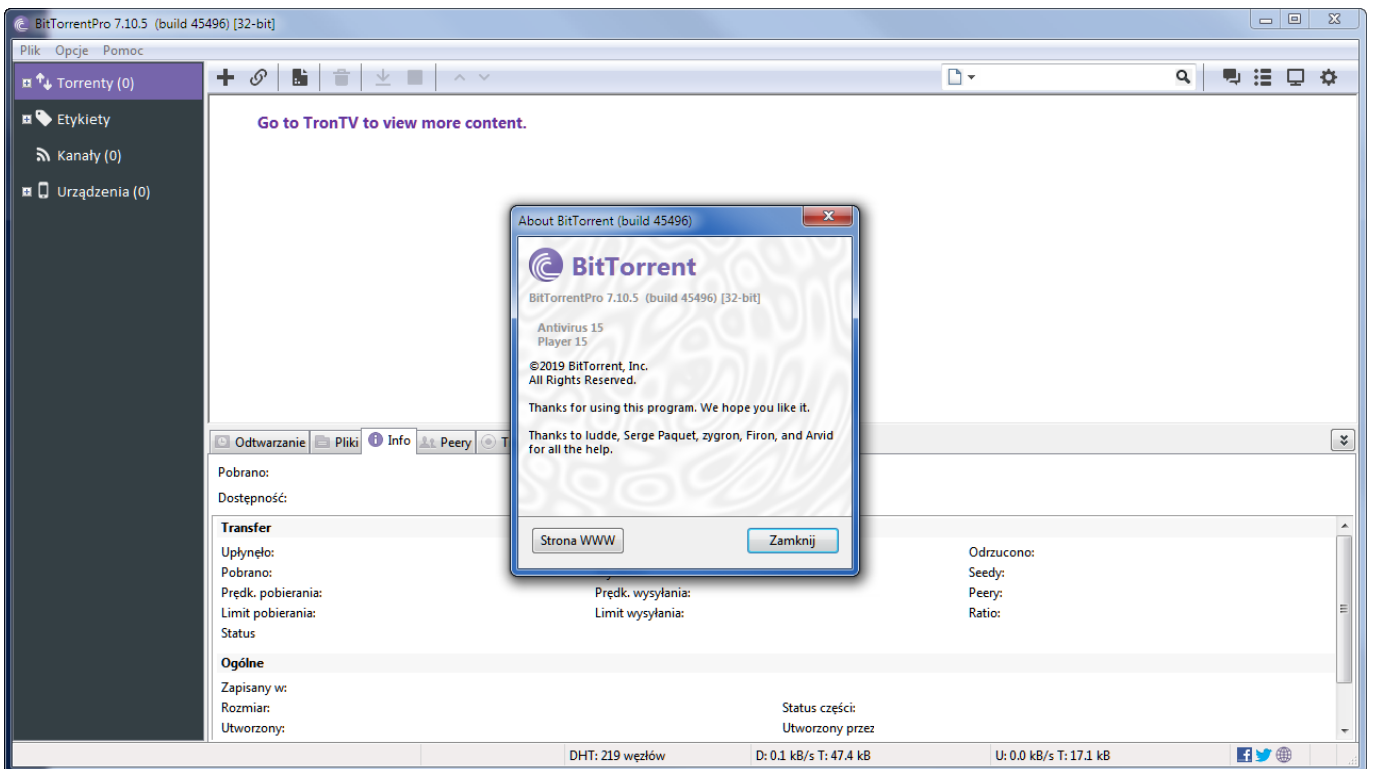 BitTorrentPro 7.10.5 (build 45496) [32-bit]
Plik Opcje Pomoc
Torrenty (0)
Etykiety
Kanały (0)
Urządzenia (0)
Go to TronTV to view more content.
About BitTorrent (build 45496)
BitTorrent
BitTorrentPro 7.10.5 (build 45496) [32-bit]
Antivirus 15
Player 15
©2019 BitTorrent, Inc.
All Rights Reserved.
Thanks for using this program. We hope you like it.
Thanks to ludde, Serge Paquet, zygron, Firon, and Arvid
for all the help.
Strona WWW Zamknij
Odtwarzanie Pliki Info Peery
Pobrano:
Dostępność:
Transfer
Upłynęło: Odrzucono:
Pobrano: Seedy:
Prędk. pobierania: Prędk. wysyłania: Peery:
Limit pobierania: Limit wysyłania: Ratio:
Status
Ogólne
Zapisany w:
Rozmiar: Status części:
Utworzony: Utworzony przez
DHT: 219 węzłów D: 0.1 kB/s T: 47.4 kB U: 0.0 kB/s T: 17.1 kB